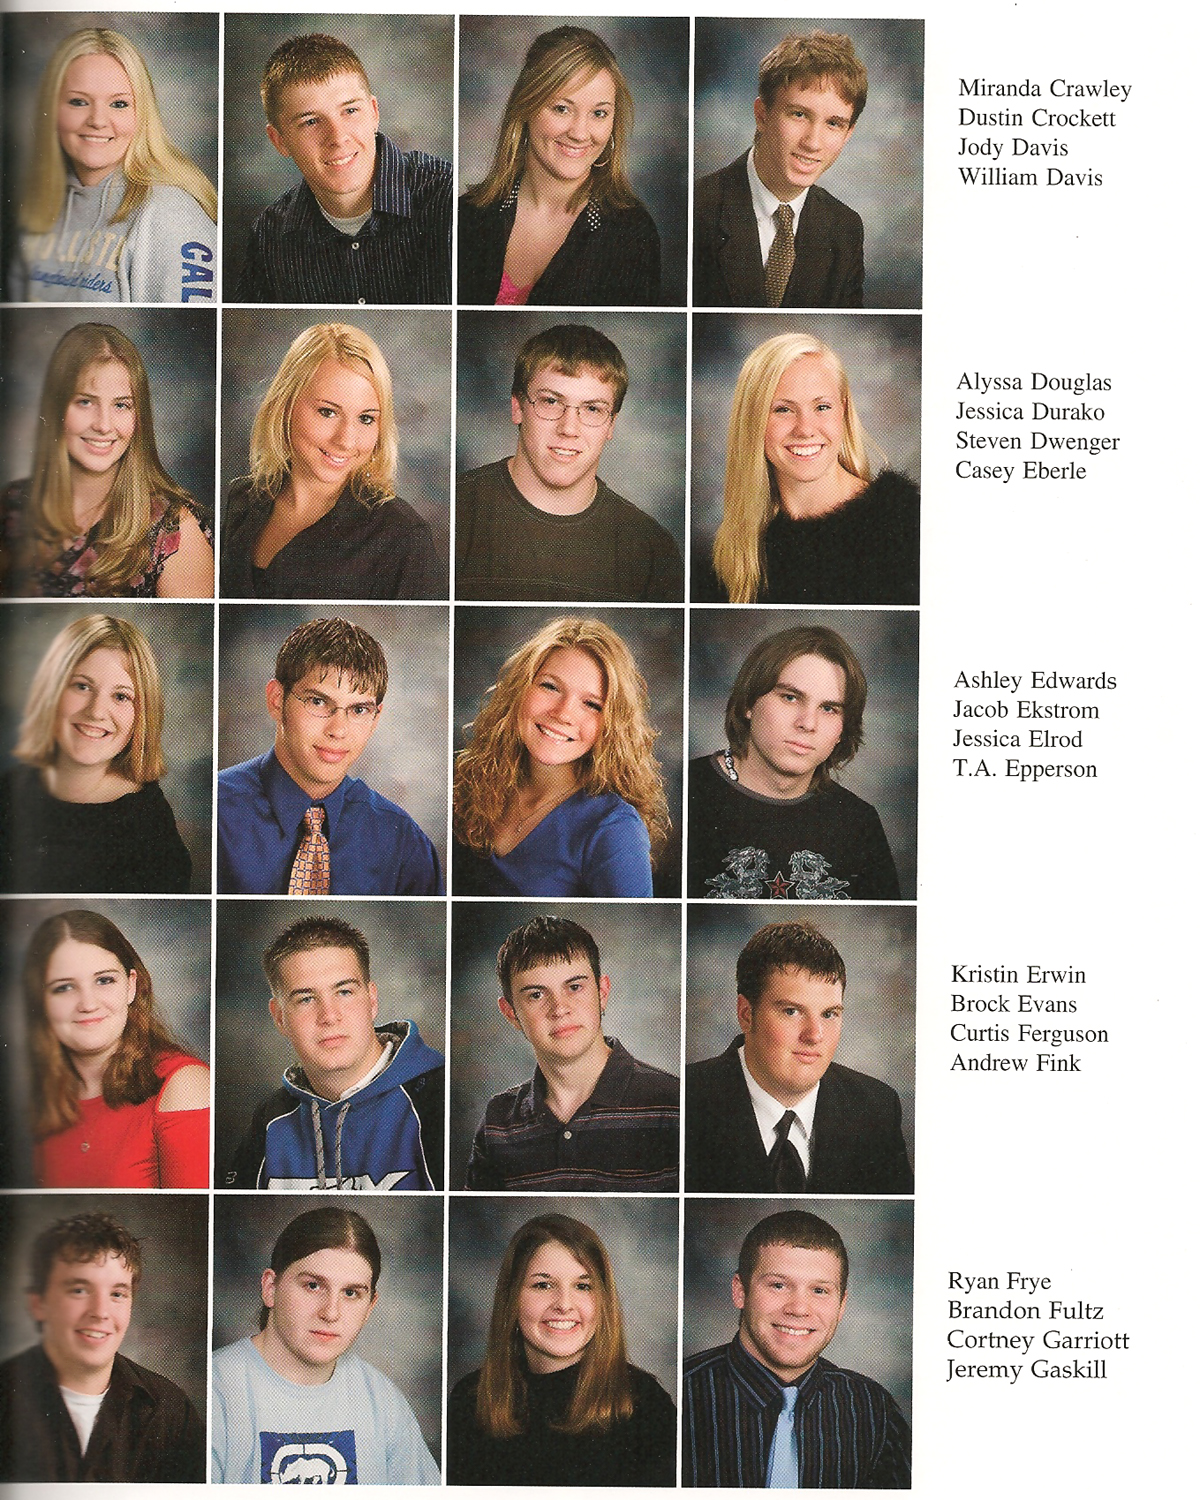 CAL
Miranda Crawley
Dustin Crockett
Jody Davis
William Davis
Alyssa Douglas
Jessica Durako
Steven Dwenger
Casey Eberle
Ashley Edwards
Jacob Ekstrom
Jessica Elrod
T.A. Epperson
Kristin Erwin
Brock Evans
Curtis Ferguson
Andrew Fink
Ryan Frye
Brandon Fultz
Cortney Garriott
Jeremy Gaskill